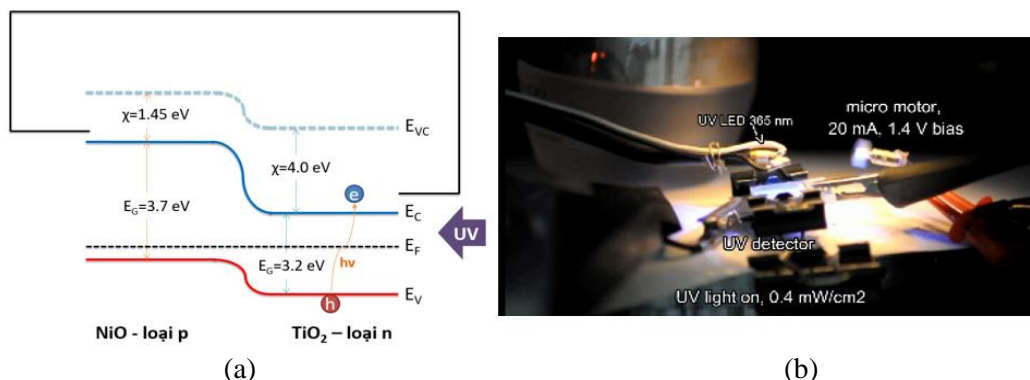 χ=1.45 eV
E_VC
χ=4.0 eV
e
E_G=3.7 eV
E_C
UV
E_F
E_G=3.2 eV
hv
h
E_V
NiO - loại p
TiO₂ – loại n
(a)
UV LED 365 nm
micro motor,
20 mA, 1.4 V bias
UV detector
UV light on, 0.4 mW/cm2
(b)